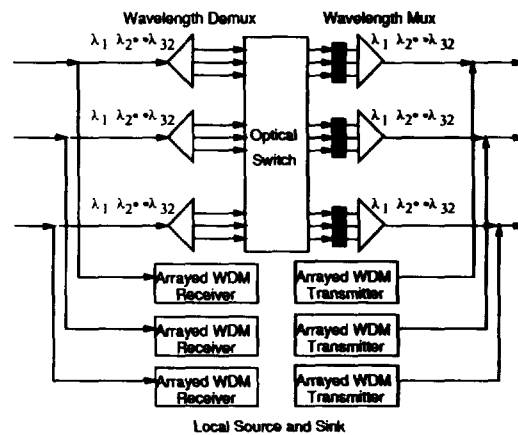 Wavelength Demux Wavelength Mux
λ1 λ2••λ32 λ1 λ2••λ32
λ1 λ2••λ32 λ1 λ2••λ32
Optical
Switch
λ1 λ2••λ32 λ1 λ2••λ32
Arrayed WDM
Receiver
Arrayed WDM
Transmitter
Arrayed WDM
Receiver
Arrayed WDM
Transmitter
Arrayed WDM
Receiver
Arrayed WDM
Transmitter
Local Source and Sink